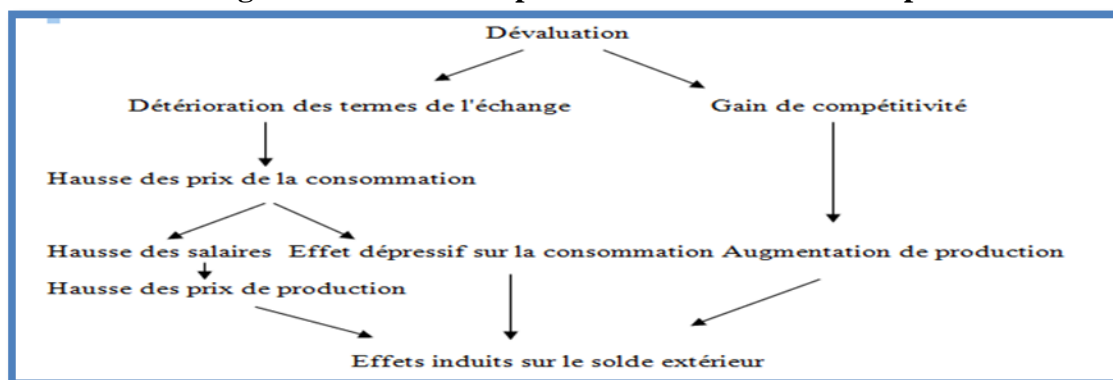 Dévaluation
Détérioration des termes de l'échange Gain de compétitivité
Hausse des prix de la consommation
Hausse des salaires Effet dépressif sur la consommation Augmentation de production
Hausse des prix de production
Effets induits sur le solde extérieur